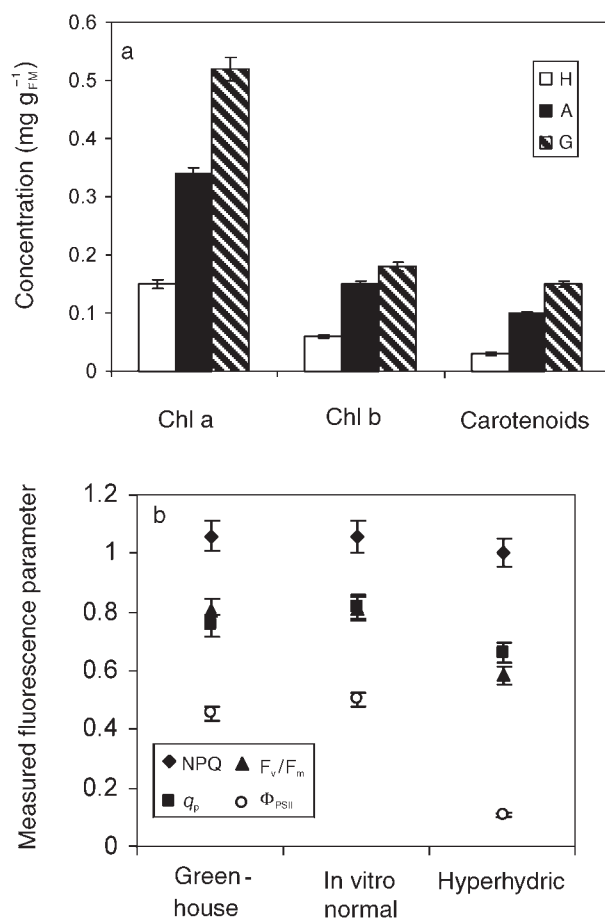 a
0.6
0.5
0.4
0.3
0.2
0.1
0
Concentration (mg g⁻¹FM)
H
A
G
Chl a Chl b Carotenoids
b
1.2
1
0.8
0.6
0.4
0.2
0
Measured fluorescence parameter
NPQ Fv/Fm
qp ΦPSII
Green- In vitro Hyperhydric
house normal